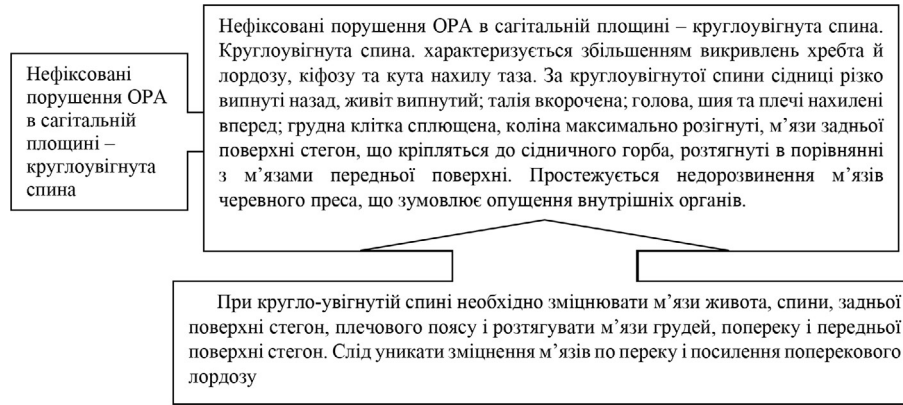 Нефіксовані
порушення ОРА
в сагітальній
площині –
круглоувігнута
спина
Нефіксовані порушення ОРА в сагітальній площині – круглоувігнута спина.
Круглоувігнута спина. характеризується збільшенням викривлень хребта й
лордозу, кіфозу та кута нахилу таза. За круглоувігнутої спини сідниці різко
випнуті назад, живіт випнутий; талія вкорочена; голова, шия та плечі нахилені
вперед; грудна клітка сплющена, коліна максимально розігнуті, м’язи задньої
поверхні стегон, що кріпляться до сідничного горба, розтягнуті в порівнянні
з м’язами передньої поверхні. Простежується недорозвинення м’язів
черевного преса, що зумовлює опущення внутрішніх органів.
При кругло-увігнутій спині необхідно зміцнювати м’язи живота, спини, задньої
поверхні стегон, плечового поясу і розтягувати м’язи грудей, попереку і передньої
поверхні стегон. Слід уникати зміцнення м’язів по переку і посилення поперекового
лордозу